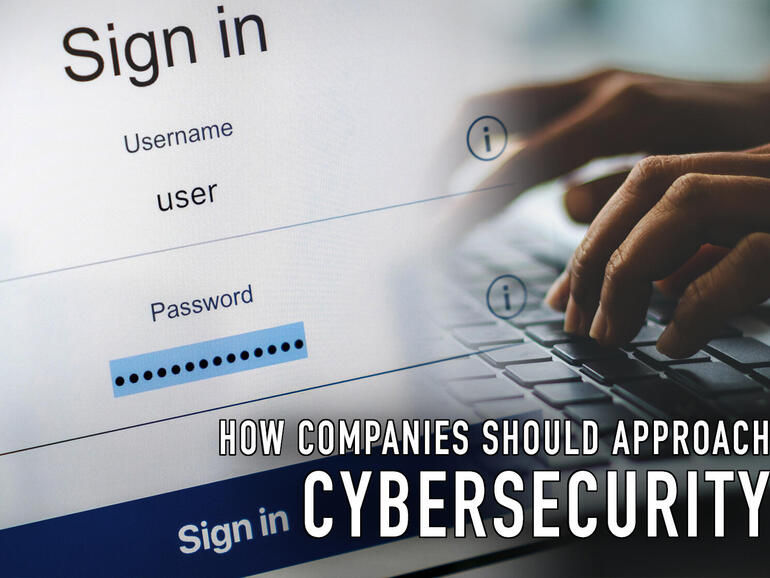 Sign in
Username
i
user
Password
i
••••••••••••••
HOW COMPANIES SHOULD APPROACH
Sign in
CYBERSECURITY